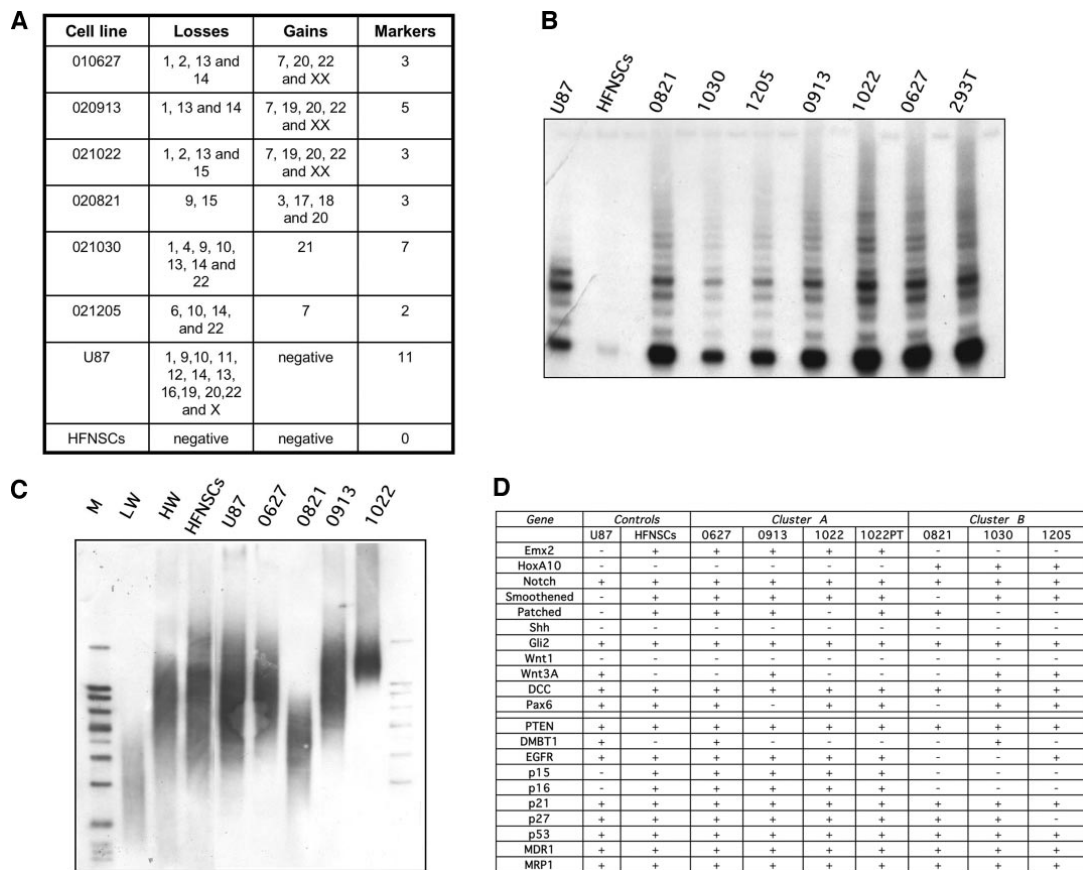 A
Cell line Losses Gains Markers
010627 1, 2, 13 and 14 7, 20, 22 and XX 3
020913 1, 13 and 14 7, 19, 20, 22 and XX 5
021022 1, 2, 13 and 15 7, 19, 20, 22 and XX 3
020821 9, 15 3, 17, 18 and 20 3
021030 1, 4, 9, 10, 13, 14 and 22 21 7
021205 6, 10, 14, and 22 7 2
U87 1, 9,10, 11, 12, 14, 13, 16,19, 20,22 and X negative 11
HFNSCs negative negative 0
B
U87 HFNSCs 0821 1030 1205 0913 1022 0627 293T
C
M LW HW HFNSCs U87 0627 0821 0913 1022
D
Gene Controls Cluster A Cluster B
U87 HFNSCs 0627 0913 1022 1022PT 0821 1030 1205
Emx2 - + + + + + - - -
HoxA10 - - - - - - + + +
Notch + + + + + + + + +
Smoothened - + + + + + - + +
Patched - + + + - + + - -
Shh - - - - - - - - -
Gli2 + + + + + + + + +
Wnt1 - - - - - - - - -
Wnt3A + - - + - - - + +
DCC + + + + + + + + +
Pax6 + + + - + + - + +
PTEN + + + + + + + + +
DMBT1 + - + - - - - + -
EGFR + + + + + + - - +
p15 - + + + + + - - -
p16 - + + + + + - - -
p21 + + + + + + + + +
p27 + + + + + + + + -
p53 + + + + + + + + +
MDR1 + + + + + + + + +
MRP1 + + + + + + + + +